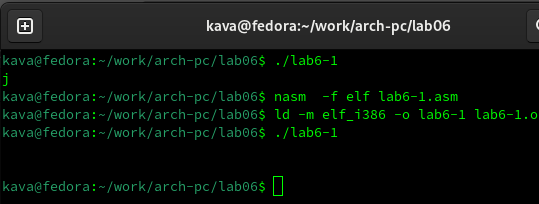 kava@fedora:~/work/arch-pc/lab06
kava@fedora:~/work/arch-pc/lab06$ ./lab6-1
j
kava@fedora:~/work/arch-pc/lab06$ nasm  -f elf lab6-1.asm
kava@fedora:~/work/arch-pc/lab06$ ld -m elf_i386 -o lab6-1 lab6-1.o
kava@fedora:~/work/arch-pc/lab06$ ./lab6-1
kava@fedora:~/work/arch-pc/lab06$